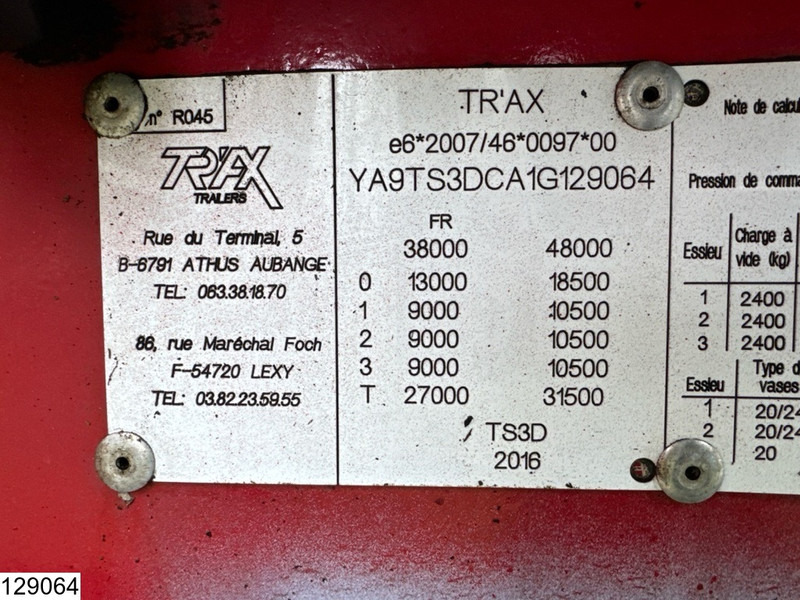 n° R045
TR'AX
TRAILERS
Rue du Terminal, 5
B-6791 ATHUS AUBANGE
TEL: 063.38.18.70
86, rue Maréchal Foch
F-54720 LEXY
TEL: 03.82.23.59.55
TR'AX
e6*2007/46*0097*00
YA9TS3DCA1G129064
FR
38000 48000
0 13000 18500
1 9000 10500
2 9000 10500
3 9000 10500
T 27000 31500
TS3D
2016
Note de calcul
Pression de comma
Essieu Charge à vide (kg)
1 2400
2 2400
3 2400
Essieu Type d vases
1 20/24
2 20/24
20
129064